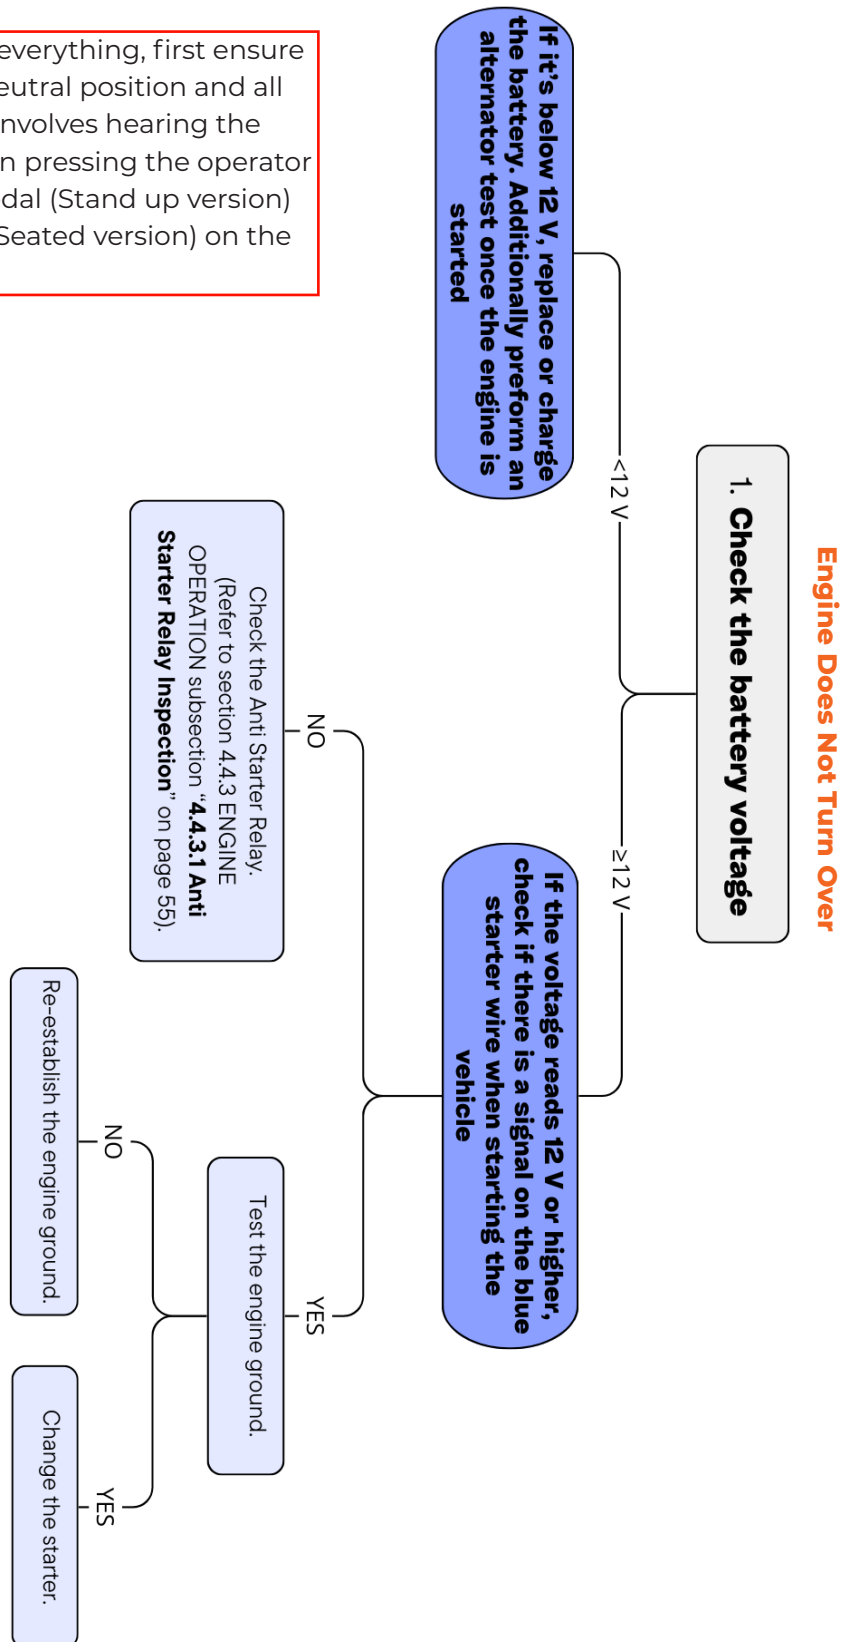 everything, first ensure
eutral position and all
involves hearing the
n pressing the operator
dal (Stand up version)
Seated version) on the
Engine Does Not Turn Over
1. Check the battery voltage
<12 V
≥12 V
If it's below 12 V, replace or charge
the battery. Additionally preform an
alternator test once the engine is
started
If the voltage reads 12 V or higher,
check if there is a signal on the blue
starter wire when starting the
vehicle
NO
YES
Check the Anti Starter Relay.
(Refer to section 4.4.3 ENGINE
OPERATION subsection “4.4.3.1 Anti
Starter Relay Inspection” on page 55).
Test the engine ground.
NO
YES
Re-establish the engine ground.
Change the starter.